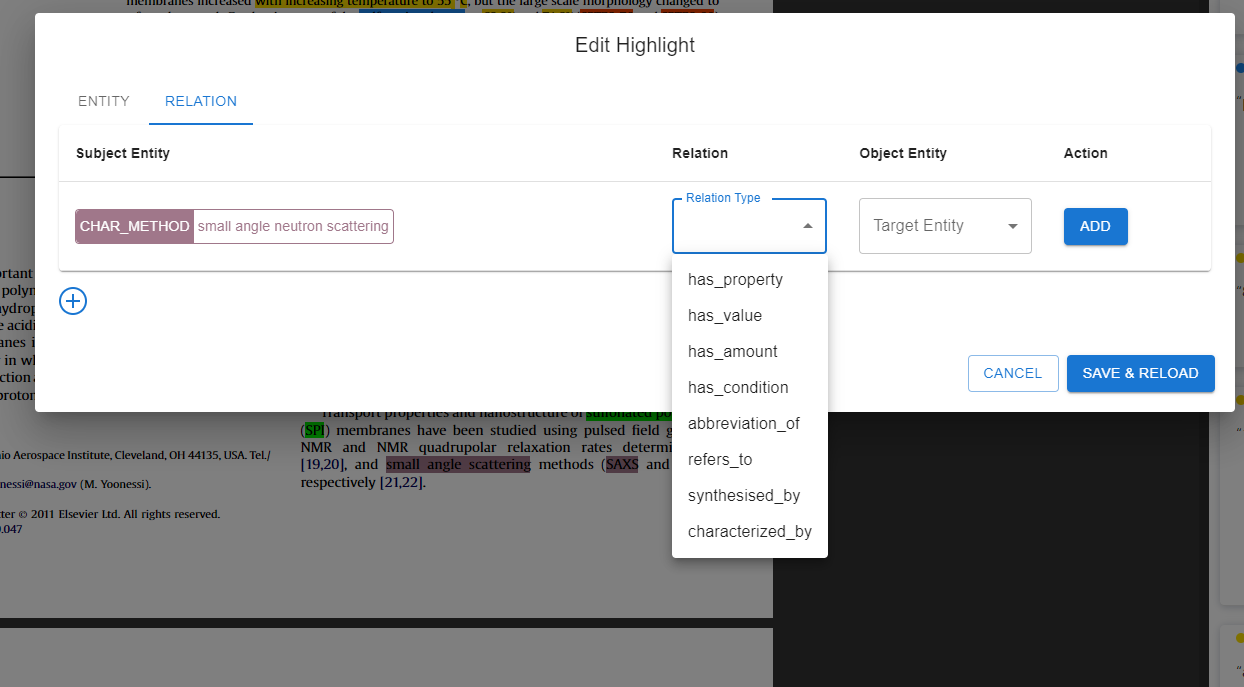 membranes increased with increasing temperature to 55 °C, but the large scale morphology changed to
Edit Highlight
ENTITY
RELATION
Subject Entity
Relation
Object Entity
Action
CHAR_METHOD small angle neutron scattering
Relation Type
Target Entity
ADD
has_property
has_value
has_amount
has_condition
abbreviation_of
refers_to
synthesised_by
characterized_by
CANCEL
SAVE & RELOAD
Transport properties and nanostructure of sulfonated po
(SPI) membranes have been studied using pulsed field g
NMR and NMR quadrupolar relaxation rates determi
[19,20], and small angle scattering methods (SAXS and
respectively [21,22].
rtant
polyn
nydrop
e acidi
anes i
in wh
ction a
proton
io Aerospace Institute, Cleveland, OH 44135, USA. Tel./
nessi@nasa.gov (M. Yoonessi).
ter © 2011 Elsevier Ltd. All rights reserved.
0.047